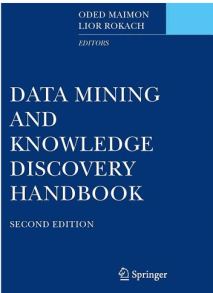 ODED MAIMON
LIOR ROKACH
EDITORS
DATA MINING
AND
KNOWLEDGE
DISCOVERY
HANDBOOK
SECOND EDITION
Springer